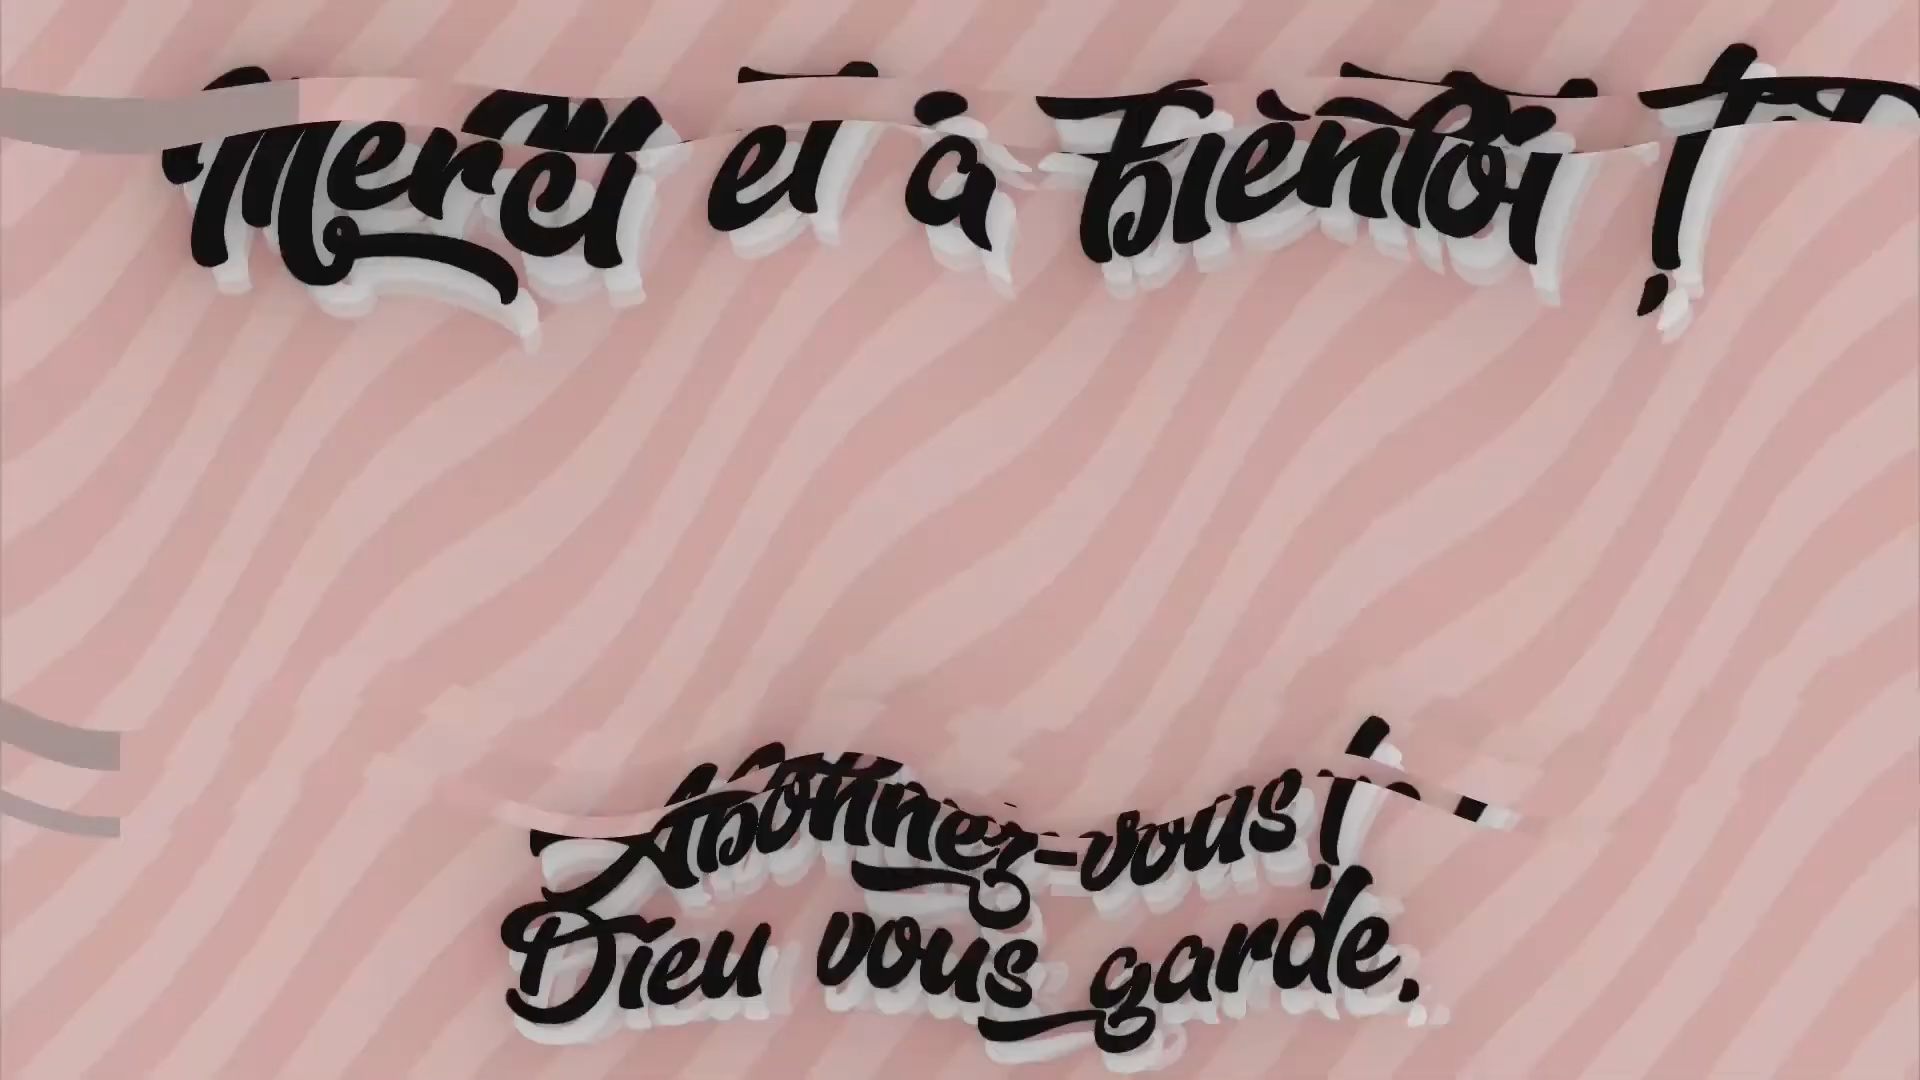 Merci et à bientôt !
Abonnez-vous !
Dieu vous garde.